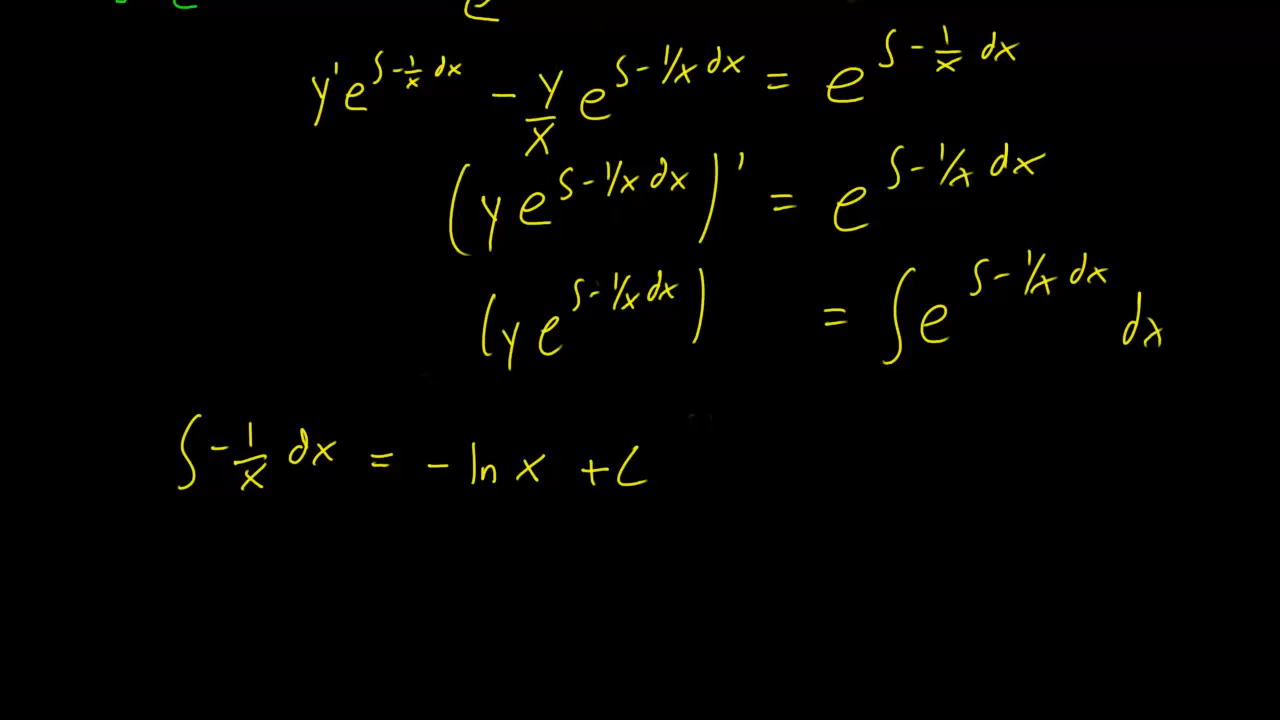 y' e^{∫ -1/x dx} - y/x e^{∫ -1/x dx} = e^{∫ -1/x dx}
(y e^{∫ -1/x dx})' = e^{∫ -1/x dx}
(y e^{∫ -1/x dx}) = ∫ e^{∫ -1/x dx} dx
∫ -1/x dx = - ln x + C